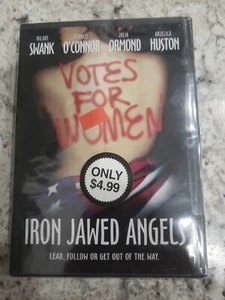 HILARY FRANCES JULIA ANJELICA
SWANK O'CONNOR ORMOND HUSTON
VOTES
FOR
WOMEN
ONLY
$4.99
IRON JAWED ANGELS
LEAD, FOLLOW OR GET OUT OF THE WAY.